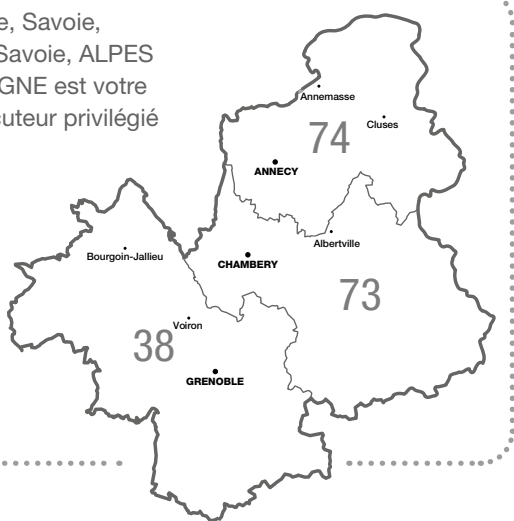 e, Savoie,
Savoie, ALPES
GNE est votre
cuteur privilégié
Annemasse
Cluses
74
ANNECY
Albertville
Bourgoin-Jallieu
CHAMBERY
73
Voiron
38
GRENOBLE